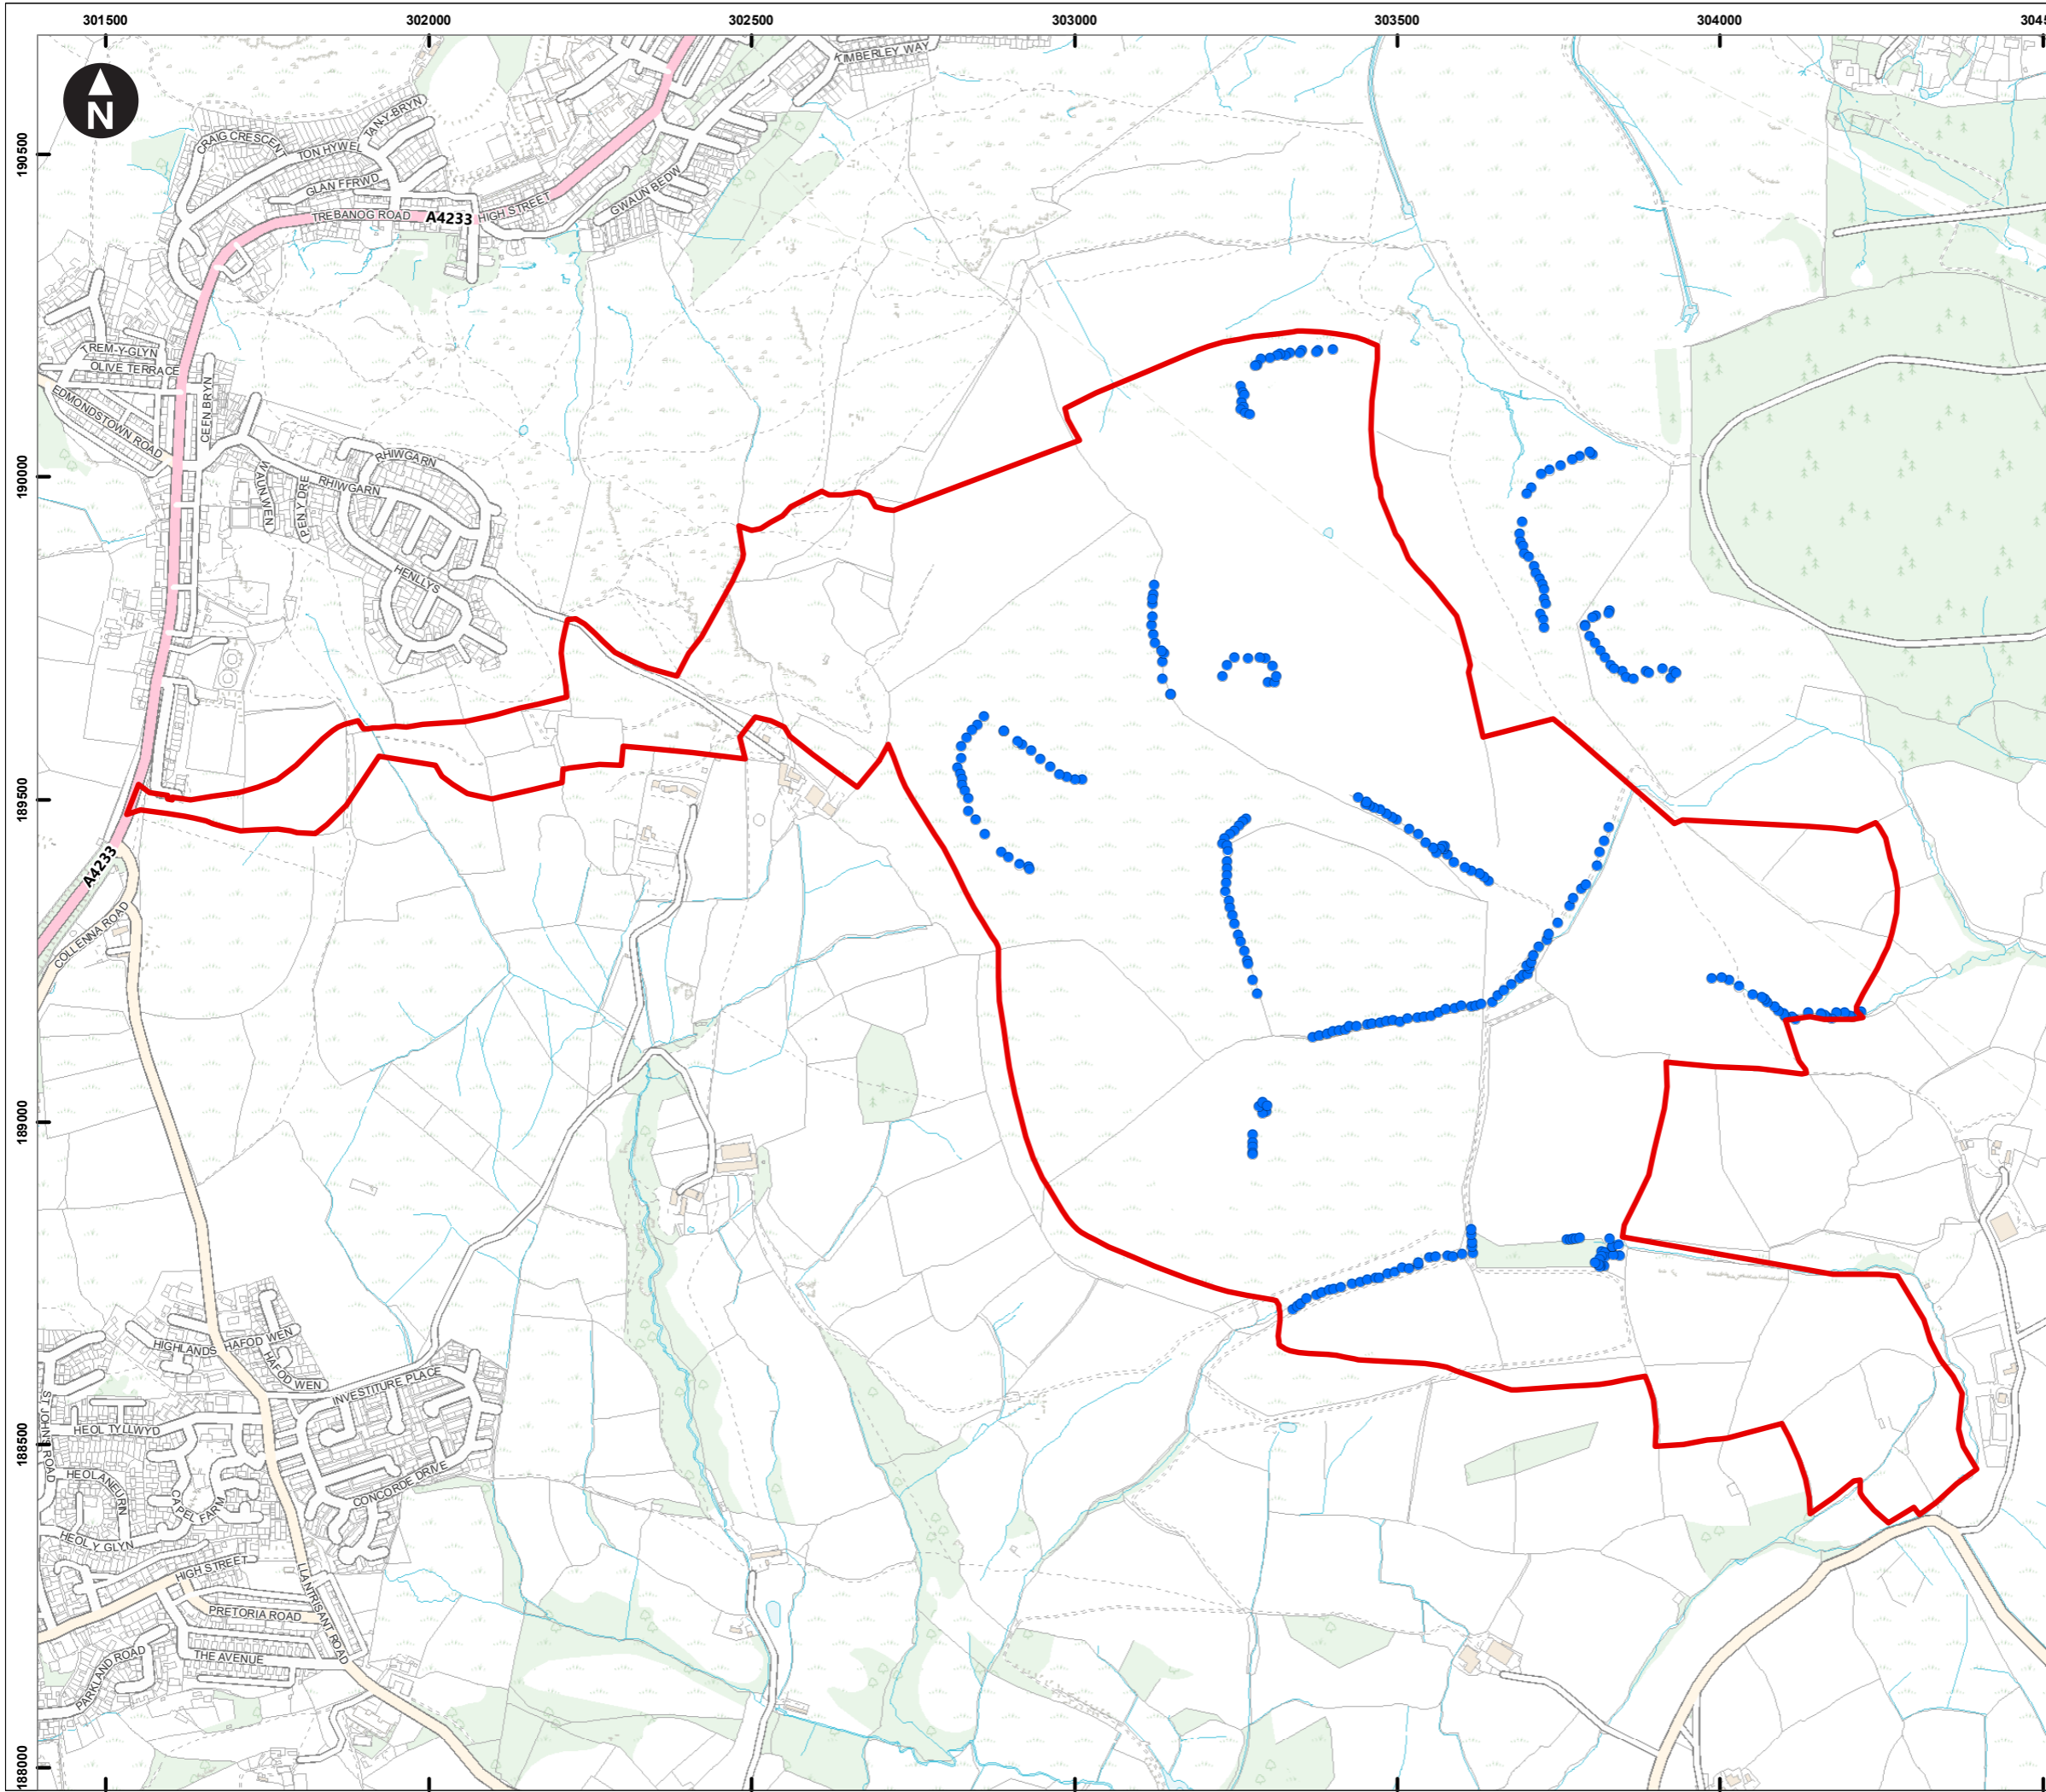 301500
302000
302500
303000
303500
304000
190500
190000
189500
189000
188500
188000
N
KIMBERLEY WAY
CRAIG CRESCENT
TAN-Y-BRYN
TON HYWEL
GLAN FFRWD
TREBANOG ROAD
A4233
HIGH STREET
GWAUN BEDW
TREM-Y-GLYN
OLIVE TERRACE
EDMONDSTOWN ROAD
CEFN BRYN
RHIWGARN
RHIWGARN
WAUN WEN
PEN Y DRE
HENLLYS
A4233
COLLENNA ROAD
HIGHLANDS
HAFOD WEN
HAFOD WEN
INVESTITURE PLACE
ST JOHNS ROAD
HEOL TYLLWYD
HEOL ANEURN
CAPEL FARM
CONCORDE DRIVE
HEOL Y GLYN
HIGH STREET
LLANTRISANT ROAD
PRETORIA ROAD
THE AVENUE
PARKLAND ROAD